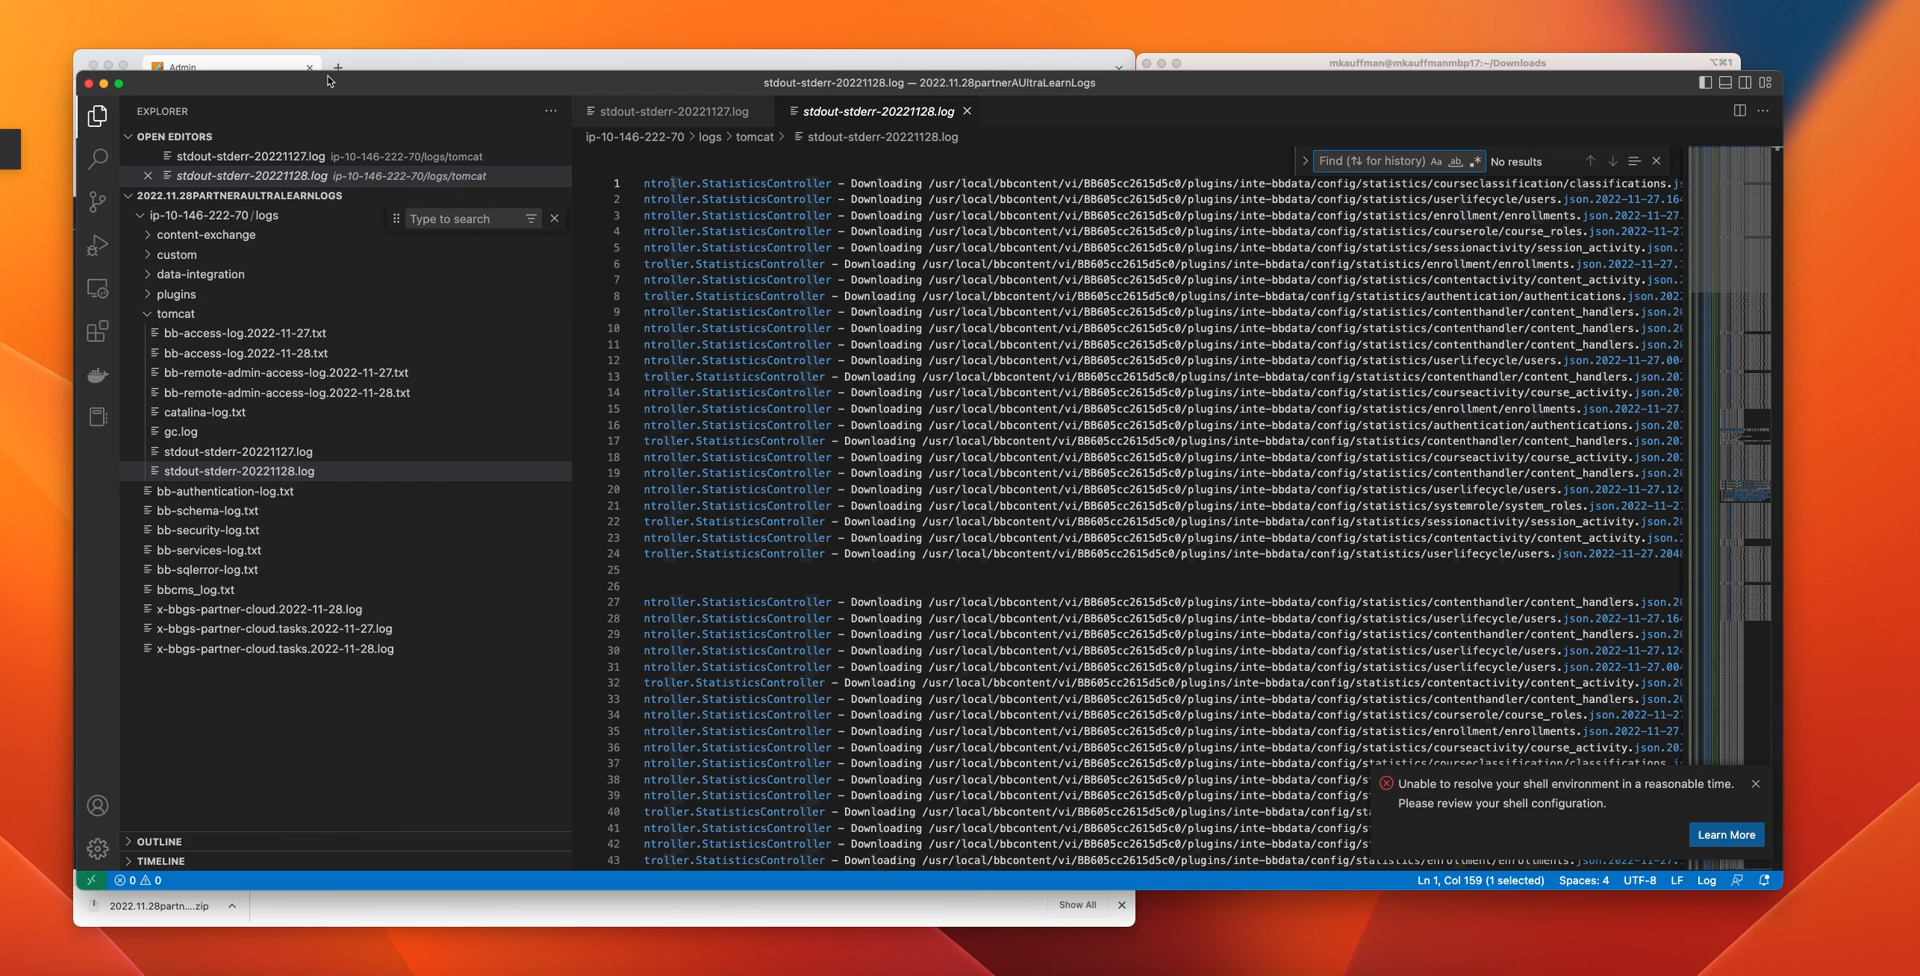 Admin
mkauffman@mkauffmanmbp17:~/Downloads
⌥⌘1
stdout-stderr-20221128.log — 2022.11.28partnerAUltraLearnLogs
EXPLORER
stdout-stderr-20221127.log
stdout-stderr-20221128.log
OPEN EDITORS
ip-10-146-222-70 > logs > tomcat > stdout-stderr-20221128.log
stdout-stderr-20221127.log ip-10-146-222-70/logs/tomcat
stdout-stderr-20221128.log ip-10-146-222-70/logs/tomcat
Find (⇅ for history) Aa ab .* No results
2022.11.28PARTNERAULTRALEARNLOGS
ip-10-146-222-70 / logs
Type to search
content-exchange
custom
data-integration
plugins
tomcat
bb-access-log.2022-11-27.txt
bb-access-log.2022-11-28.txt
bb-remote-admin-access-log.2022-11-27.txt
bb-remote-admin-access-log.2022-11-28.txt
catalina-log.txt
gc.log
stdout-stderr-20221127.log
stdout-stderr-20221128.log
bb-authentication-log.txt
bb-schema-log.txt
bb-security-log.txt
bb-services-log.txt
bb-sqlerror-log.txt
bbcms_log.txt
x-bbgs-partner-cloud.2022-11-28.log
x-bbgs-partner-cloud.tasks.2022-11-27.log
x-bbgs-partner-cloud.tasks.2022-11-28.log
OUTLINE
TIMELINE
1 ntroller.StatisticsController – Downloading /usr/local/bbcontent/vi/BB605cc2615d5c0/plugins/inte-bbdata/config/statistics/courseclassification/classifications.js
2 ntroller.StatisticsController – Downloading /usr/local/bbcontent/vi/BB605cc2615d5c0/plugins/inte-bbdata/config/statistics/userlifecycle/users.json.2022-11-27.164
3 ntroller.StatisticsController – Downloading /usr/local/bbcontent/vi/BB605cc2615d5c0/plugins/inte-bbdata/config/statistics/enrollment/enrollments.json.2022-11-27.
4 ntroller.StatisticsController – Downloading /usr/local/bbcontent/vi/BB605cc2615d5c0/plugins/inte-bbdata/config/statistics/courserole/course_roles.json.2022-11-27
5 ntroller.StatisticsController – Downloading /usr/local/bbcontent/vi/BB605cc2615d5c0/plugins/inte-bbdata/config/statistics/sessionactivity/session_activity.json.
6 troller.StatisticsController – Downloading /usr/local/bbcontent/vi/BB605cc2615d5c0/plugins/inte-bbdata/config/statistics/enrollment/enrollments.json.2022-11-27.1
7 ntroller.StatisticsController – Downloading /usr/local/bbcontent/vi/BB605cc2615d5c0/plugins/inte-bbdata/config/statistics/contentactivity/content_activity.json.
8 troller.StatisticsController – Downloading /usr/local/bbcontent/vi/BB605cc2615d5c0/plugins/inte-bbdata/config/statistics/authentication/authentications.json.202
9 ntroller.StatisticsController – Downloading /usr/local/bbcontent/vi/BB605cc2615d5c0/plugins/inte-bbdata/config/statistics/contenthandler/content_handlers.json.2
10 ntroller.StatisticsController – Downloading /usr/local/bbcontent/vi/BB605cc2615d5c0/plugins/inte-bbdata/config/statistics/contenthandler/content_handlers.json.2
11 ntroller.StatisticsController – Downloading /usr/local/bbcontent/vi/BB605cc2615d5c0/plugins/inte-bbdata/config/statistics/contenthandler/content_handlers.json.20
12 ntroller.StatisticsController – Downloading /usr/local/bbcontent/vi/BB605cc2615d5c0/plugins/inte-bbdata/config/statistics/userlifecycle/users.json.2022-11-27.004
13 troller.StatisticsController – Downloading /usr/local/bbcontent/vi/BB605cc2615d5c0/plugins/inte-bbdata/config/statistics/contenthandler/content_handlers.json.202
14 ntroller.StatisticsController – Downloading /usr/local/bbcontent/vi/BB605cc2615d5c0/plugins/inte-bbdata/config/statistics/courseactivity/course_activity.json.202
15 ntroller.StatisticsController – Downloading /usr/local/bbcontent/vi/BB605cc2615d5c0/plugins/inte-bbdata/config/statistics/enrollment/enrollments.json.2022-11-27.
16 ntroller.StatisticsController – Downloading /usr/local/bbcontent/vi/BB605cc2615d5c0/plugins/inte-bbdata/config/statistics/authentication/authentications.json.202
17 troller.StatisticsController – Downloading /usr/local/bbcontent/vi/BB605cc2615d5c0/plugins/inte-bbdata/config/statistics/contenthandler/content_handlers.json.202
18 ntroller.StatisticsController – Downloading /usr/local/bbcontent/vi/BB605cc2615d5c0/plugins/inte-bbdata/config/statistics/courseactivity/course_activity.json.202
19 ntroller.StatisticsController – Downloading /usr/local/bbcontent/vi/BB605cc2615d5c0/plugins/inte-bbdata/config/statistics/contenthandler/content_handlers.json.20
20 ntroller.StatisticsController – Downloading /usr/local/bbcontent/vi/BB605cc2615d5c0/plugins/inte-bbdata/config/statistics/userlifecycle/users.json.2022-11-27.124
21 ntroller.StatisticsController – Downloading /usr/local/bbcontent/vi/BB605cc2615d5c0/plugins/inte-bbdata/config/statistics/systemrole/system_roles.json.2022-11-27
22 troller.StatisticsController – Downloading /usr/local/bbcontent/vi/BB605cc2615d5c0/plugins/inte-bbdata/config/statistics/sessionactivity/session_activity.json.20
23 ntroller.StatisticsController – Downloading /usr/local/bbcontent/vi/BB605cc2615d5c0/plugins/inte-bbdata/config/statistics/contentactivity/content_activity.json.
24 troller.StatisticsController – Downloading /usr/local/bbcontent/vi/BB605cc2615d5c0/plugins/inte-bbdata/config/statistics/userlifecycle/users.json.2022-11-27.2048
25
26
27 ntroller.StatisticsController – Downloading /usr/local/bbcontent/vi/BB605cc2615d5c0/plugins/inte-bbdata/config/statistics/contenthandler/content_handlers.json.20
28 ntroller.StatisticsController – Downloading /usr/local/bbcontent/vi/BB605cc2615d5c0/plugins/inte-bbdata/config/statistics/userlifecycle/users.json.2022-11-27.164
29 ntroller.StatisticsController – Downloading /usr/local/bbcontent/vi/BB605cc2615d5c0/plugins/inte-bbdata/config/statistics/contenthandler/content_handlers.json.20
30 ntroller.StatisticsController – Downloading /usr/local/bbcontent/vi/BB605cc2615d5c0/plugins/inte-bbdata/config/statistics/userlifecycle/users.json.2022-11-27.124
31 ntroller.StatisticsController – Downloading /usr/local/bbcontent/vi/BB605cc2615d5c0/plugins/inte-bbdata/config/statistics/userlifecycle/users.json.2022-11-27.004
32 troller.StatisticsController – Downloading /usr/local/bbcontent/vi/BB605cc2615d5c0/plugins/inte-bbdata/config/statistics/contentactivity/content_activity.json.20
33 ntroller.StatisticsController – Downloading /usr/local/bbcontent/vi/BB605cc2615d5c0/plugins/inte-bbdata/config/statistics/contenthandler/content_handlers.json.20
34 ntroller.StatisticsController – Downloading /usr/local/bbcontent/vi/BB605cc2615d5c0/plugins/inte-bbdata/config/statistics/courserole/course_roles.json.2022-11-27
35 ntroller.StatisticsController – Downloading /usr/local/bbcontent/vi/BB605cc2615d5c0/plugins/inte-bbdata/config/statistics/enrollment/enrollments.json.2022-11-27.
36 ntroller.StatisticsController – Downloading /usr/local/bbcontent/vi/BB605cc2615d5c0/plugins/inte-bbdata/config/statistics/courseactivity/course_activity.json.202
37 ntroller.StatisticsController – Downloading /usr/local/bbcontent/vi/BB605cc2615d5c0/plugins/inte-bbdata/config/statistics/courseclassification/classifications.js
38 ntroller.StatisticsController – Downloading /usr/local/bbcontent/vi/BB605cc2615d5c0/plugins/inte-bbdata/config/s
39 ntroller.StatisticsController – Downloading /usr/local/bbcontent/vi/BB605cc2615d5c0/plugins/inte-bbdata/config/s
40 troller.StatisticsController – Downloading /usr/local/bbcontent/vi/BB605cc2615d5c0/plugins/inte-bbdata/config/st
41 ntroller.StatisticsController – Downloading /usr/local/bbcontent/vi/BB605cc2615d5c0/plugins/inte-bbdata/config/s
42 ntroller.StatisticsController – Downloading /usr/local/bbcontent/vi/BB605cc2615d5c0/plugins/inte-bbdata/config/s
43 troller.StatisticsController – Downloading /usr/local/bbcontent/vi/BB605cc2615d5c0/plugins/inte-bbdata/config/statistics/enrollment/enrollments.json.2022-11-27.
Unable to resolve your shell environment in a reasonable time.
Please review your shell configuration.
Learn More
0 0
Ln 1, Col 159 (1 selected) Spaces: 4 UTF-8 LF Log
2022.11.28partn....zip
Show All